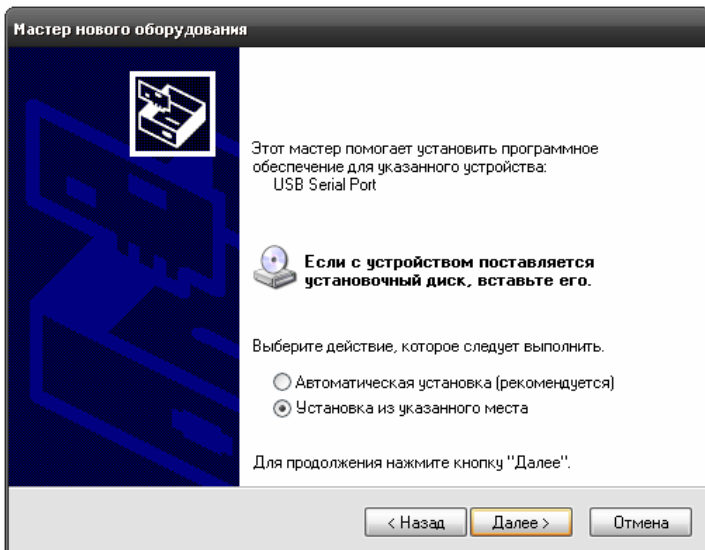 Мастер нового оборудования
Этот мастер помогает установить программное
обеспечение для указанного устройства:
USB Serial Port
Если с устройством поставляется
установочный диск, вставьте его.
Выберите действие, которое следует выполнить.
Автоматическая установка (рекомендуется)
Установка из указанного места
Для продолжения нажмите кнопку "Далее".
< Назад
Далее >
Отмена